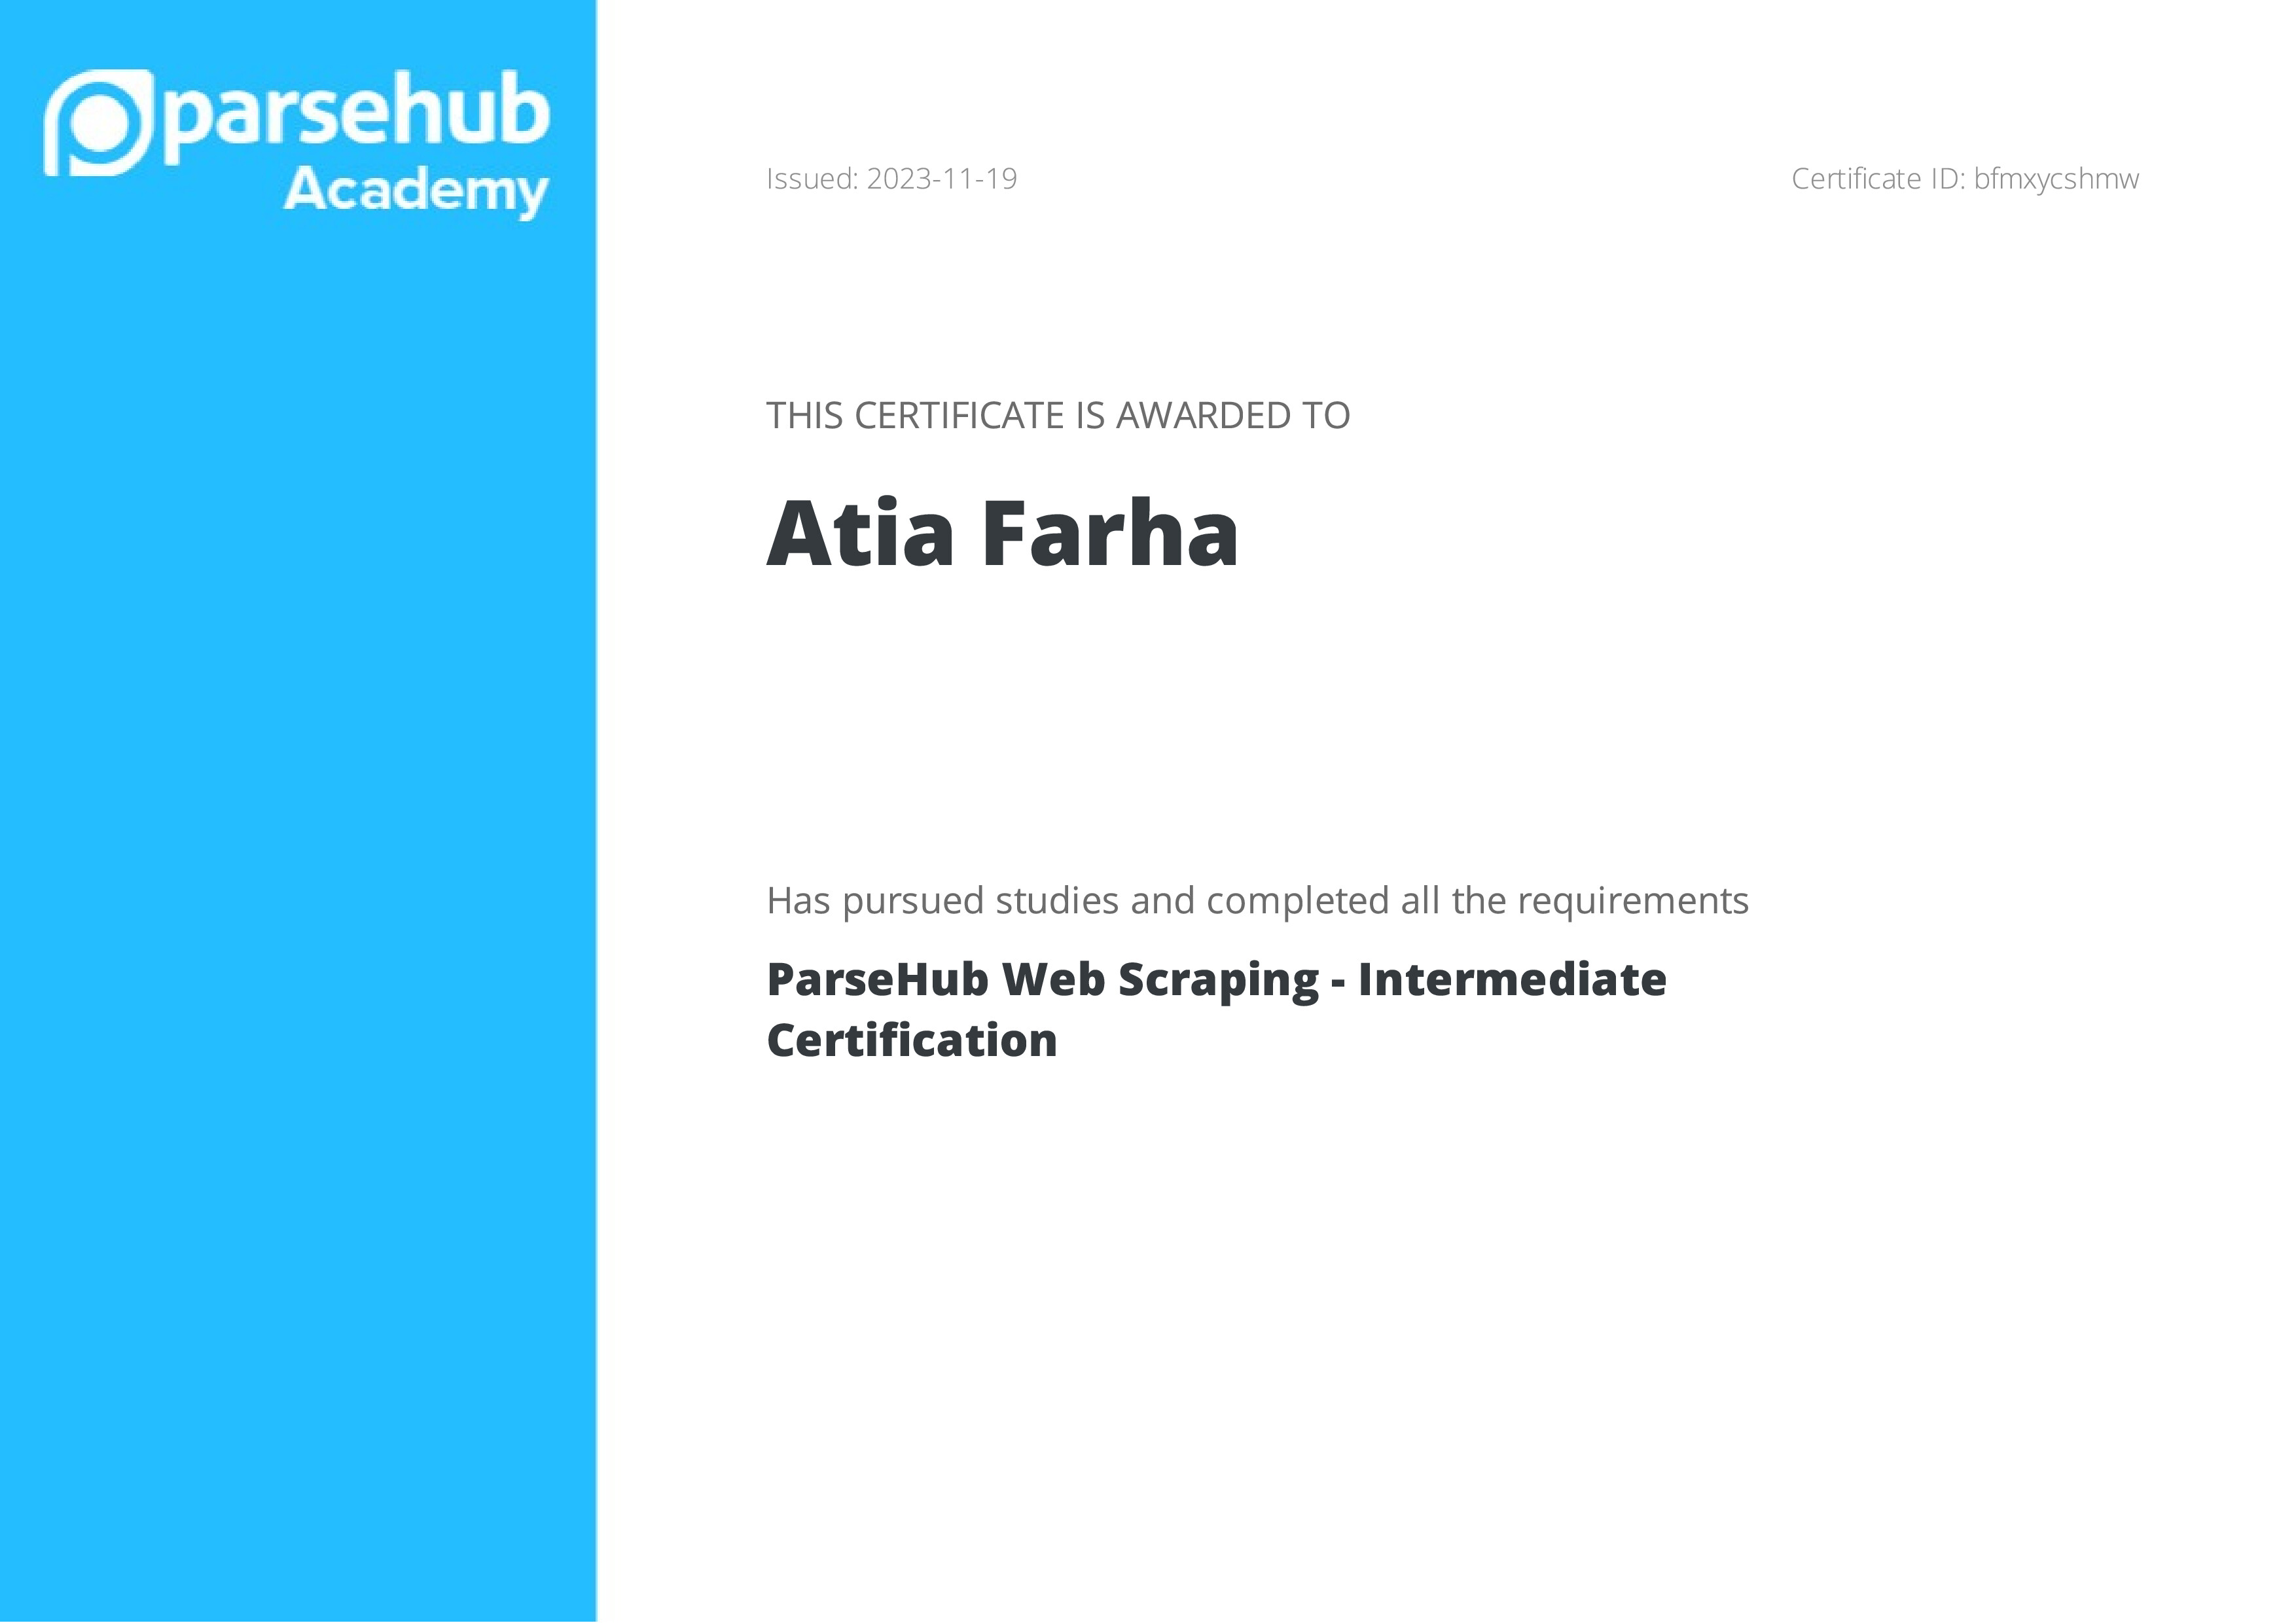 parsehub
Academy
Issued: 2023-11-19
Certificate ID: bfmxycshmw
THIS CERTIFICATE IS AWARDED TO
Atia Farha
Has pursued studies and completed all the requirements
ParseHub Web Scraping - Intermediate
Certification